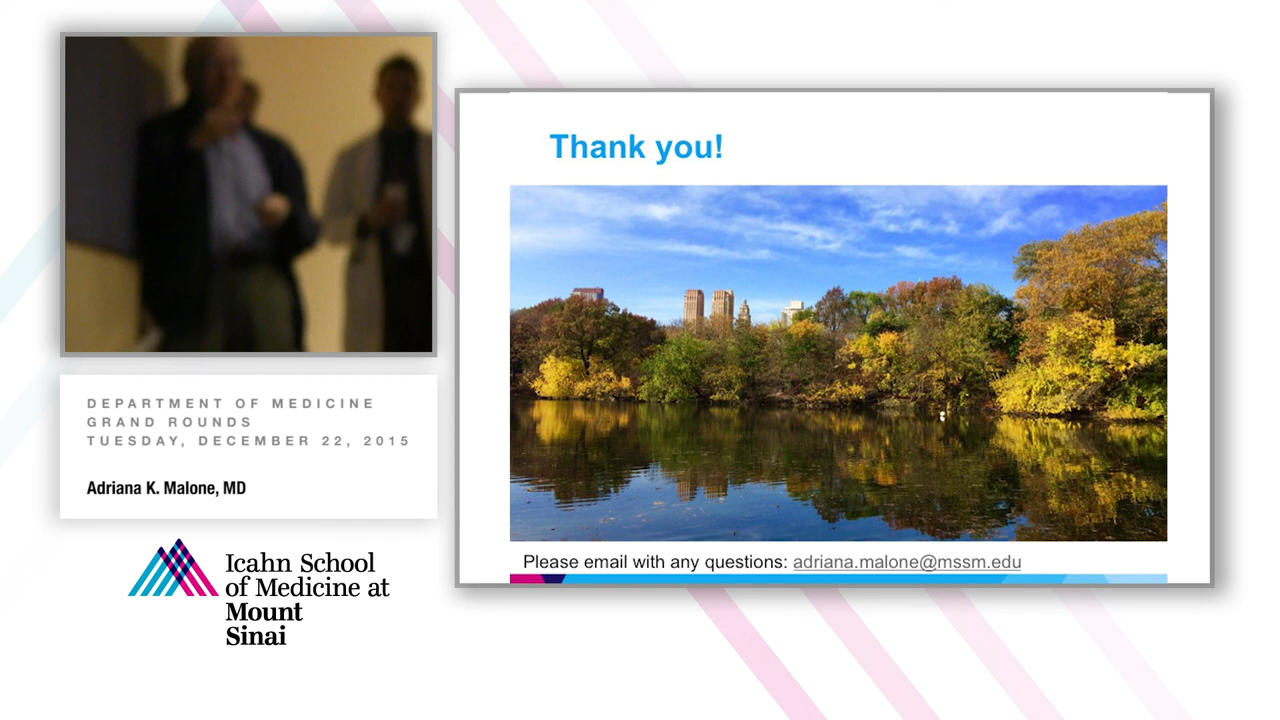 Thank you!
DEPARTMENT OF MEDICINE
GRAND ROUNDS
TUESDAY, DECEMBER 22, 2015
Adriana K. Malone, MD
Icahn School
of Medicine at
Mount
Sinai
Please email with any questions: adriana.malone@mssm.edu